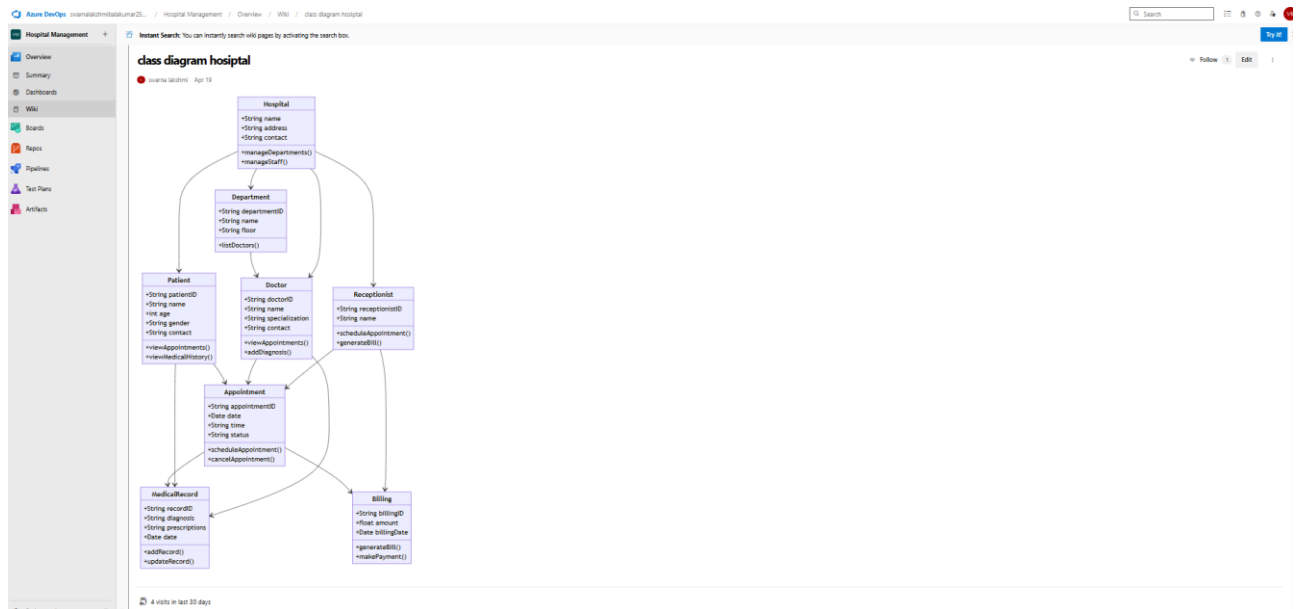 Azure DevOps swarnalakshmibalakumar25... / Hospital Management / Overview / Wiki / class diagram hosiptal
Search
Hospital Management +
Instant Search: You can instantly search wiki pages by activating the search box.
Try it!
Overview
Summary
Dashboards
Wiki
Boards
Repos
Pipelines
Test Plans
Artifacts
class diagram hosiptal
Follow 1 Edit
swarna lakshmi Apr 19
Hospital
+String name
+String address
+String contact
+manageDepartments()
+manageStaff()
Department
+String departmentID
+String name
+String floor
+listDoctors()
Patient
+String patientID
+String name
+int age
+String gender
+String contact
+viewAppointments()
+viewMedicalHistory()
Doctor
+String doctorID
+String name
+String specialization
+String contact
+viewAppointments()
+addDiagnosis()
Receptionist
+String receptionistID
+String name
+scheduleAppointment()
+generateBill()
Appointment
+String appointmentID
+Date date
+String time
+String status
+scheduleAppointment()
+cancelAppointment()
MedicalRecord
+String recordID
+String diagnosis
+String prescriptions
+Date date
+addRecord()
+updateRecord()
Billing
+String billingID
+float amount
+Date billingDate
+generateBill()
+makePayment()
4 visits in last 30 days